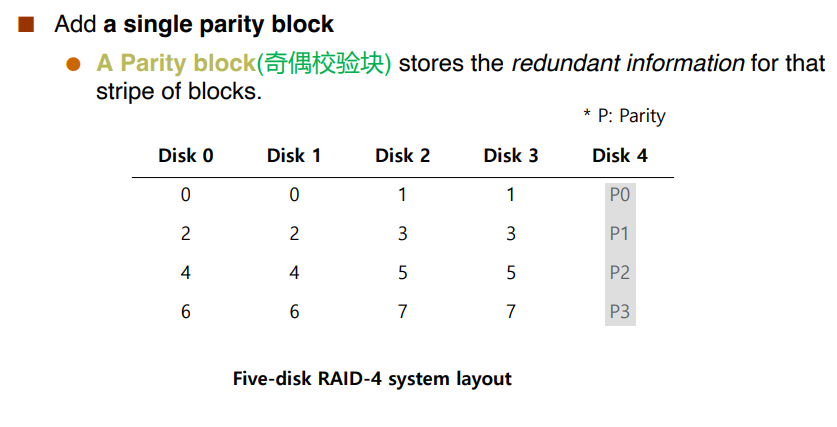 Add a single parity block
A Parity block(奇偶校验块) stores the redundant information for that
stripe of blocks.
* P: Parity
Disk 0 Disk 1 Disk 2 Disk 3 Disk 4
0 0 1 1 P0
2 2 3 3 P1
4 4 5 5 P2
6 6 7 7 P3
Five-disk RAID-4 system layout